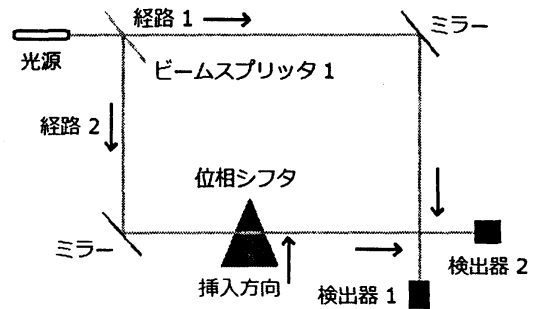 経路 1
ミラー
光源
ビームスプリッタ 1
経路 2
位相シフタ
ミラー
挿入方向
検出器 1
検出器 2